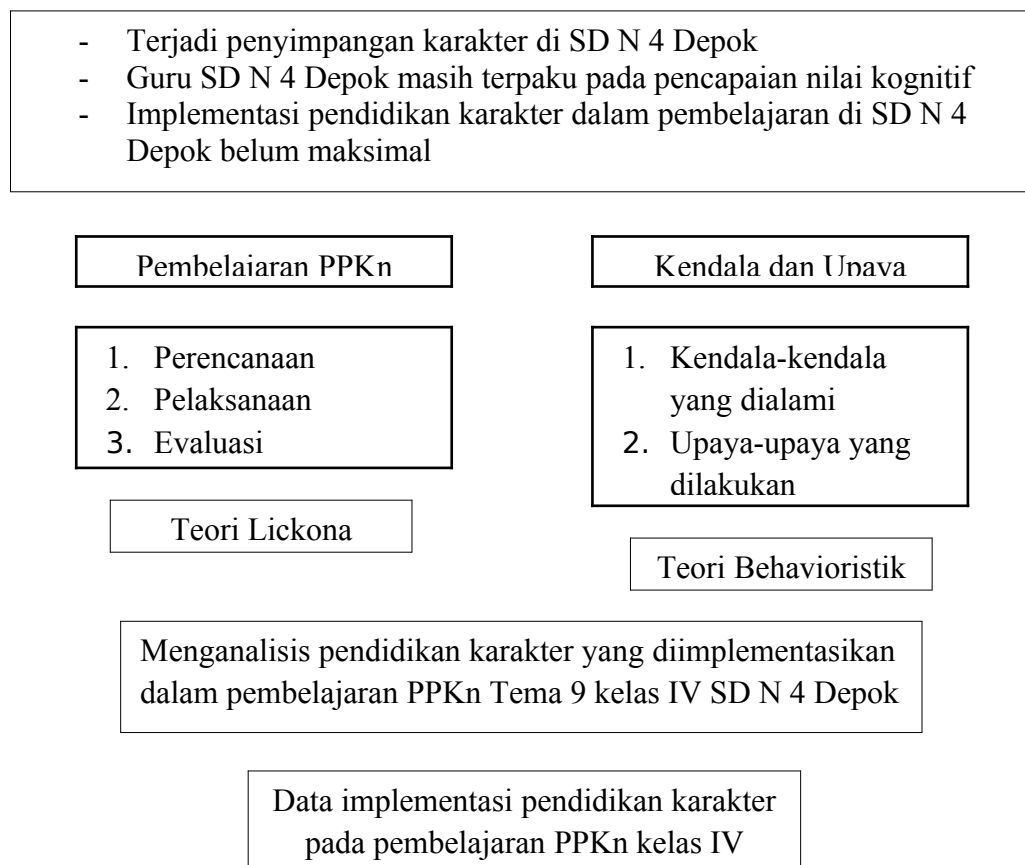 - Terjadi penyimpangan karakter di SD N 4 Depok
- Guru SD N 4 Depok masih terpaku pada pencapaian nilai kognitif
- Implementasi pendidikan karakter dalam pembelajaran di SD N 4
Depok belum maksimal
Pembelajaran PPKn
Kendala dan Upaya
1. Perencanaan
2. Pelaksanaan
3. Evaluasi
1. Kendala-kendala
yang dialami
2. Upaya-upaya yang
dilakukan
Teori Lickona
Teori Behavioristik
Menganalisis pendidikan karakter yang diimplementasikan
dalam pembelajaran PPKn Tema 9 kelas IV SD N 4 Depok
Data implementasi pendidikan karakter
pada pembelajaran PPKn kelas IV